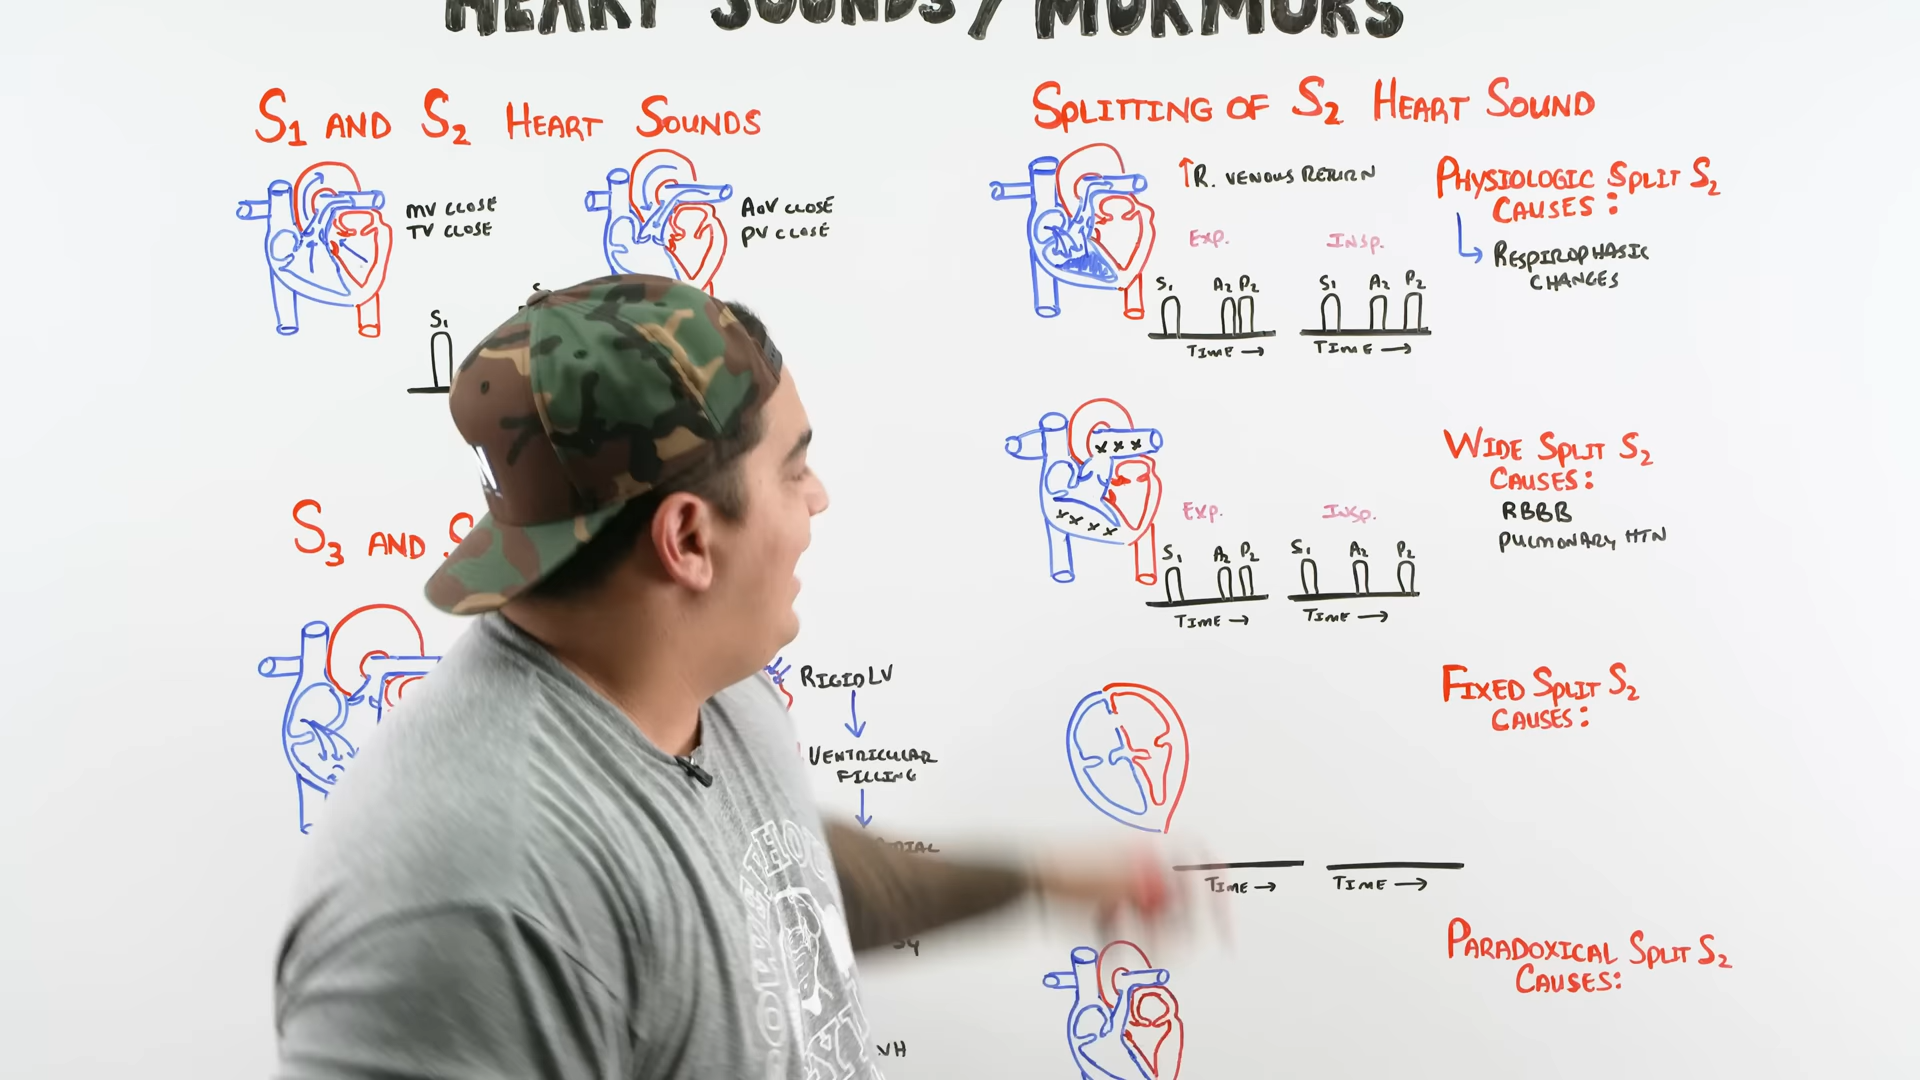 HEART SOUNDS / MURMURS
S1 AND S2 HEART SOUNDS
MV CLOSE
TV CLOSE
AoV CLOSE
PV CLOSE
S1
S3 AND
RIGID LV
VENTRICULAR
FILLING
VH
SPLITTING OF S2 HEART SOUND
↑R. VENOUS RETURN
EXP.
INSP.
S1 A2 P2
S1 A2 P2
TIME →
TIME →
PHYSIOLOGIC SPLIT S2
CAUSES:
RESPIROPHASIC
CHANGES
EXP.
INSP.
S1 A2 P2
S1 A2 P2
TIME →
TIME →
WIDE SPLIT S2
CAUSES:
RBBB
PULMONARY HTN
TIME →
TIME →
FIXED SPLIT S2
CAUSES:
PARADOXICAL SPLIT S2
CAUSES: